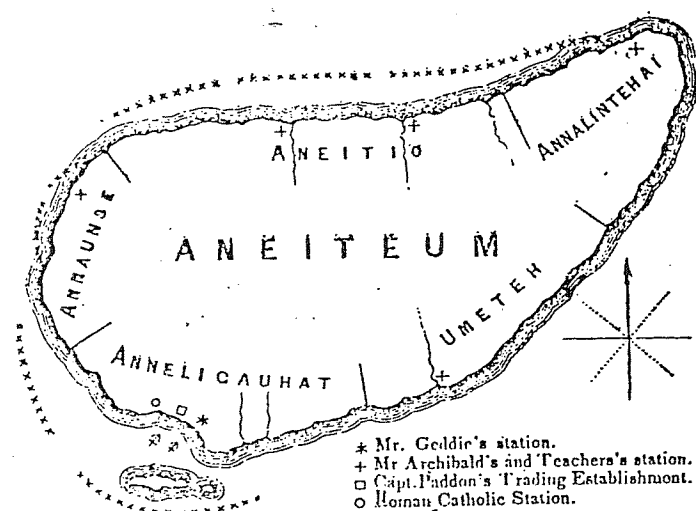 ANNALINTEHAI
ANEITIO
ANNAUNSE
ANEITEUM
UMETEH
ANNELIGAUHAT
* Mr. Geddie's station.
+ Mr Archibald's and Teachers's station.
□ Capt. Paddon's Trading Establishment.
○ Roman Catholic Station.